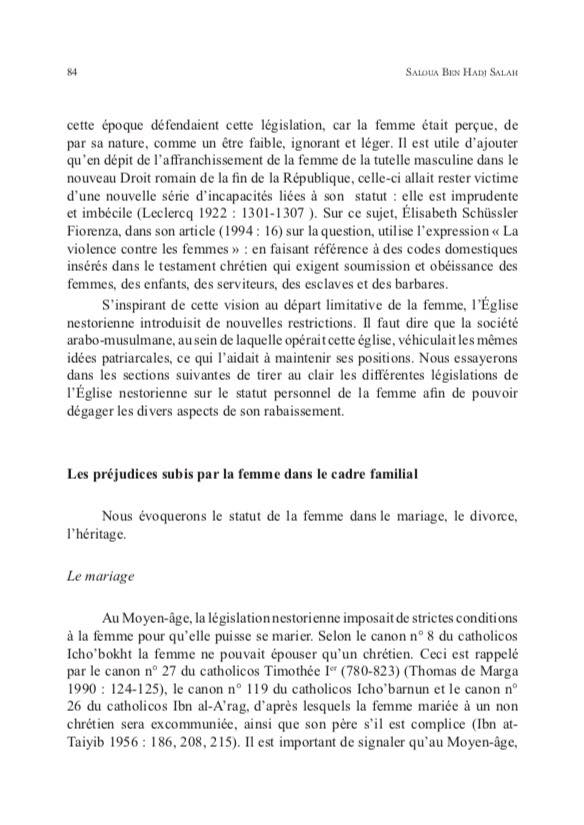 84
Saloua Ben Hadj Salah
cette époque défendaient cette législation, car la femme était perçue, de
par sa nature, comme un être faible, ignorant et léger. Il est utile d'ajouter
qu'en dépit de l'affranchissement de la femme de la tutelle masculine dans le
nouveau Droit romain de la fin de la République, celle-ci allait rester victime
d'une nouvelle série d'incapacités liées à son statut : elle est imprudente
et imbécile (Leclercq 1922 : 1301-1307 ). Sur ce sujet, Élisabeth Schüssler
Fiorenza, dans son article (1994 : 16) sur la question, utilise l'expression « La
violence contre les femmes » : en faisant référence à des codes domestiques
insérés dans le testament chrétien qui exigent soumission et obéissance des
femmes, des enfants, des serviteurs, des esclaves et des barbares.
S'inspirant de cette vision au départ limitative de la femme, l'Église
nestorienne introduisit de nouvelles restrictions. Il faut dire que la société
arabo-musulmane, au sein de laquelle opérait cette église, véhiculait les mêmes
idées patriarcales, ce qui l'aidait à maintenir ses positions. Nous essayerons
dans les sections suivantes de tirer au clair les différentes législations de
l'Église nestorienne sur le statut personnel de la femme afin de pouvoir
dégager les divers aspects de son rabaissement.
Les préjudices subis par la femme dans le cadre familial
Nous évoquerons le statut de la femme dans le mariage, le divorce,
l'héritage.
Le mariage
Au Moyen-âge, la législation nestorienne imposait de strictes conditions
à la femme pour qu'elle puisse se marier. Selon le canon n° 8 du catholicos
Icho'bokht la femme ne pouvait épouser qu'un chrétien. Ceci est rappelé
par le canon n° 27 du catholicos Timothée Ier (780-823) (Thomas de Marga
1990 : 124-125), le canon n° 119 du catholicos Icho'barnun et le canon n°
26 du catholicos Ibn al-A'rag, d'après lesquels la femme mariée à un non
chrétien sera excommuniée, ainsi que son père s'il est complice (Ibn at-
Taiyib 1956 : 186, 208, 215). Il est important de signaler qu'au Moyen-âge,